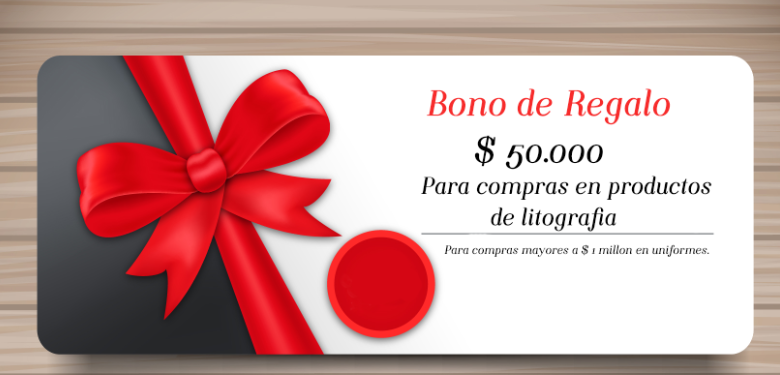 Bono de Regalo
$ 50.000
Para compras en productos
de litografia
Para compras mayores a $ 1 millon en uniformes.